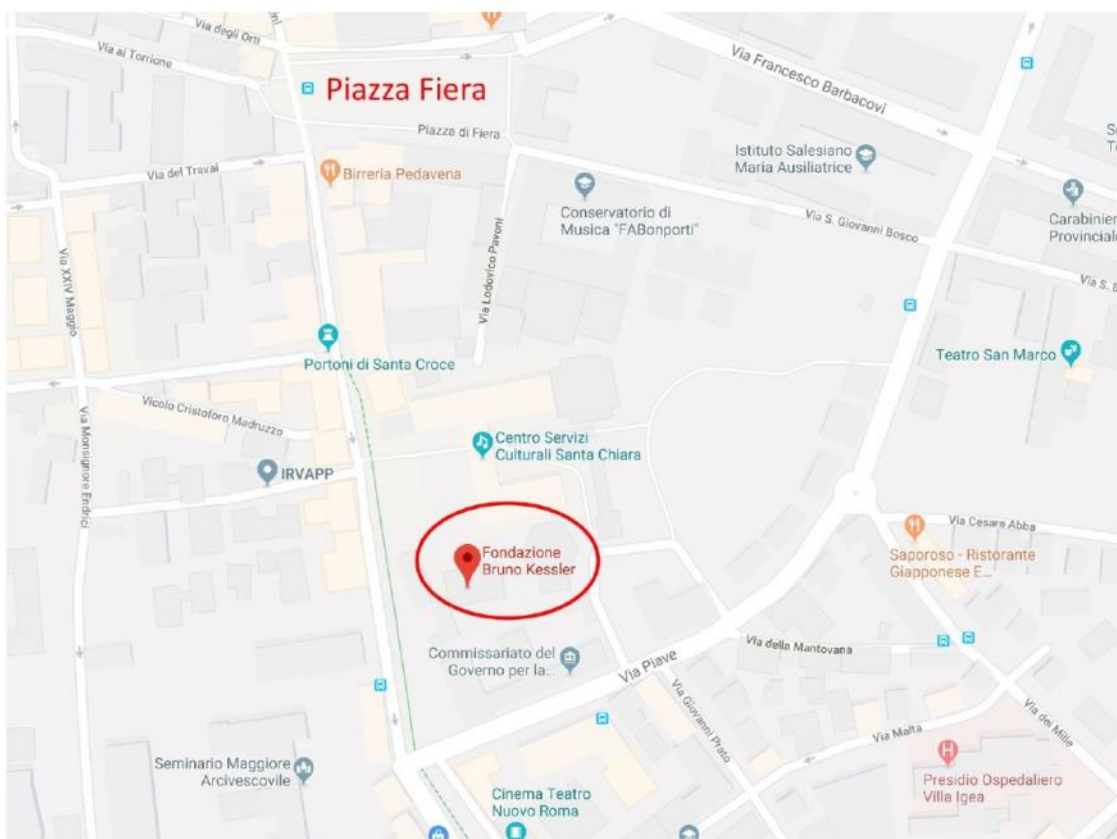 Via degli Orti
Via al Torrione
Piazza Fiera
Via Francesco Barbacovi
Piazza di Fiera
Istituto Salesiano
Maria Ausiliatrice
Via del Travai
Birreria Pedavena
Conservatorio di
Musica "FABonporti"
Via S. Giovanni Bosco
Carabinier
Provinciale
Via Lodovico Pavoni
Via XXIV Maggio
Via S. B
Portoni di Santa Croce
Teatro San Marco
Vicolo Cristoforo Madruzzo
Via Monsignore Endrici
Centro Servizi
Culturali Santa Chiara
IRVAPP
Via Cesare Abba
Fondazione
Bruno Kessler
Saporoso - Ristorante
Giapponese E...
Commissariato del
Governo per la...
Via Piave
Via della Mantovana
Via Giovanni Prato
Via dei Mille
Via Malta
Seminario Maggiore
Arcivescovile
Presidio Ospedaliero
Villa Igea
Cinema Teatro
Nuovo Roma